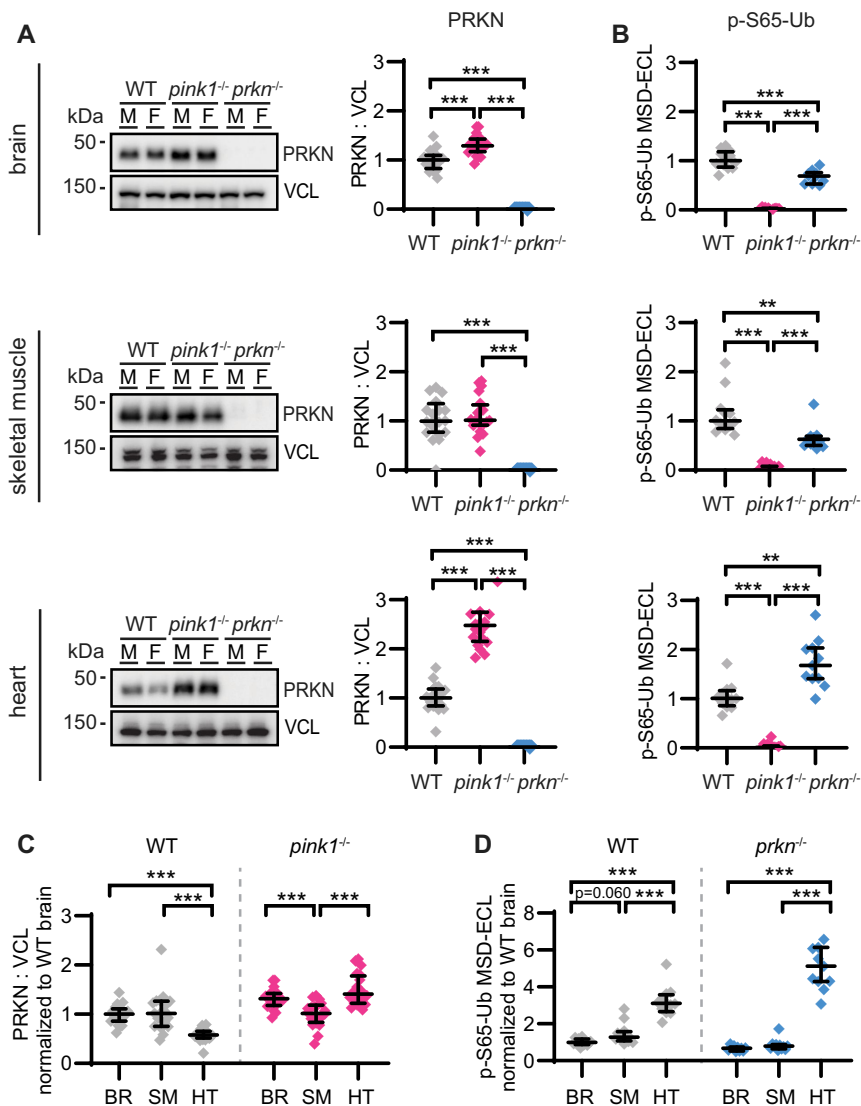 A
PRKN
B
p-S65-Ub
brain
WT pink1-/- prkn-/-
kDa M F M F M F
50
PRKN
150
VCL
PRKN : VCL
3
2
1
0
***
*** ***
WT pink1-/- prkn-/-
p-S65-Ub MSD-ECL
3
2
1
0
***
*** ***
WT pink1-/- prkn-/-
skeletal muscle
WT pink1-/- prkn-/-
kDa M F M F M F
50
PRKN
150
VCL
PRKN : VCL
3
2
1
0
***
***
WT pink1-/- prkn-/-
p-S65-Ub MSD-ECL
3
2
1
0
**
*** ***
WT pink1-/- prkn-/-
heart
WT pink1-/- prkn-/-
kDa M F M F M F
50
PRKN
150
VCL
PRKN : VCL
3
2
1
0
***
*** ***
WT pink1-/- prkn-/-
p-S65-Ub MSD-ECL
3
2
1
0
**
*** ***
WT pink1-/- prkn-/-
C
WT pink1-/-
PRKN : VCL
normalized to WT brain
3
2
1
0
***
***
*** ***
BR SM HT BR SM HT
D
WT prkn-/-
p-S65-Ub MSD-ECL
normalized to WT brain
8
6
4
2
0
***
p=0.060 ***
***
***
BR SM HT BR SM HT